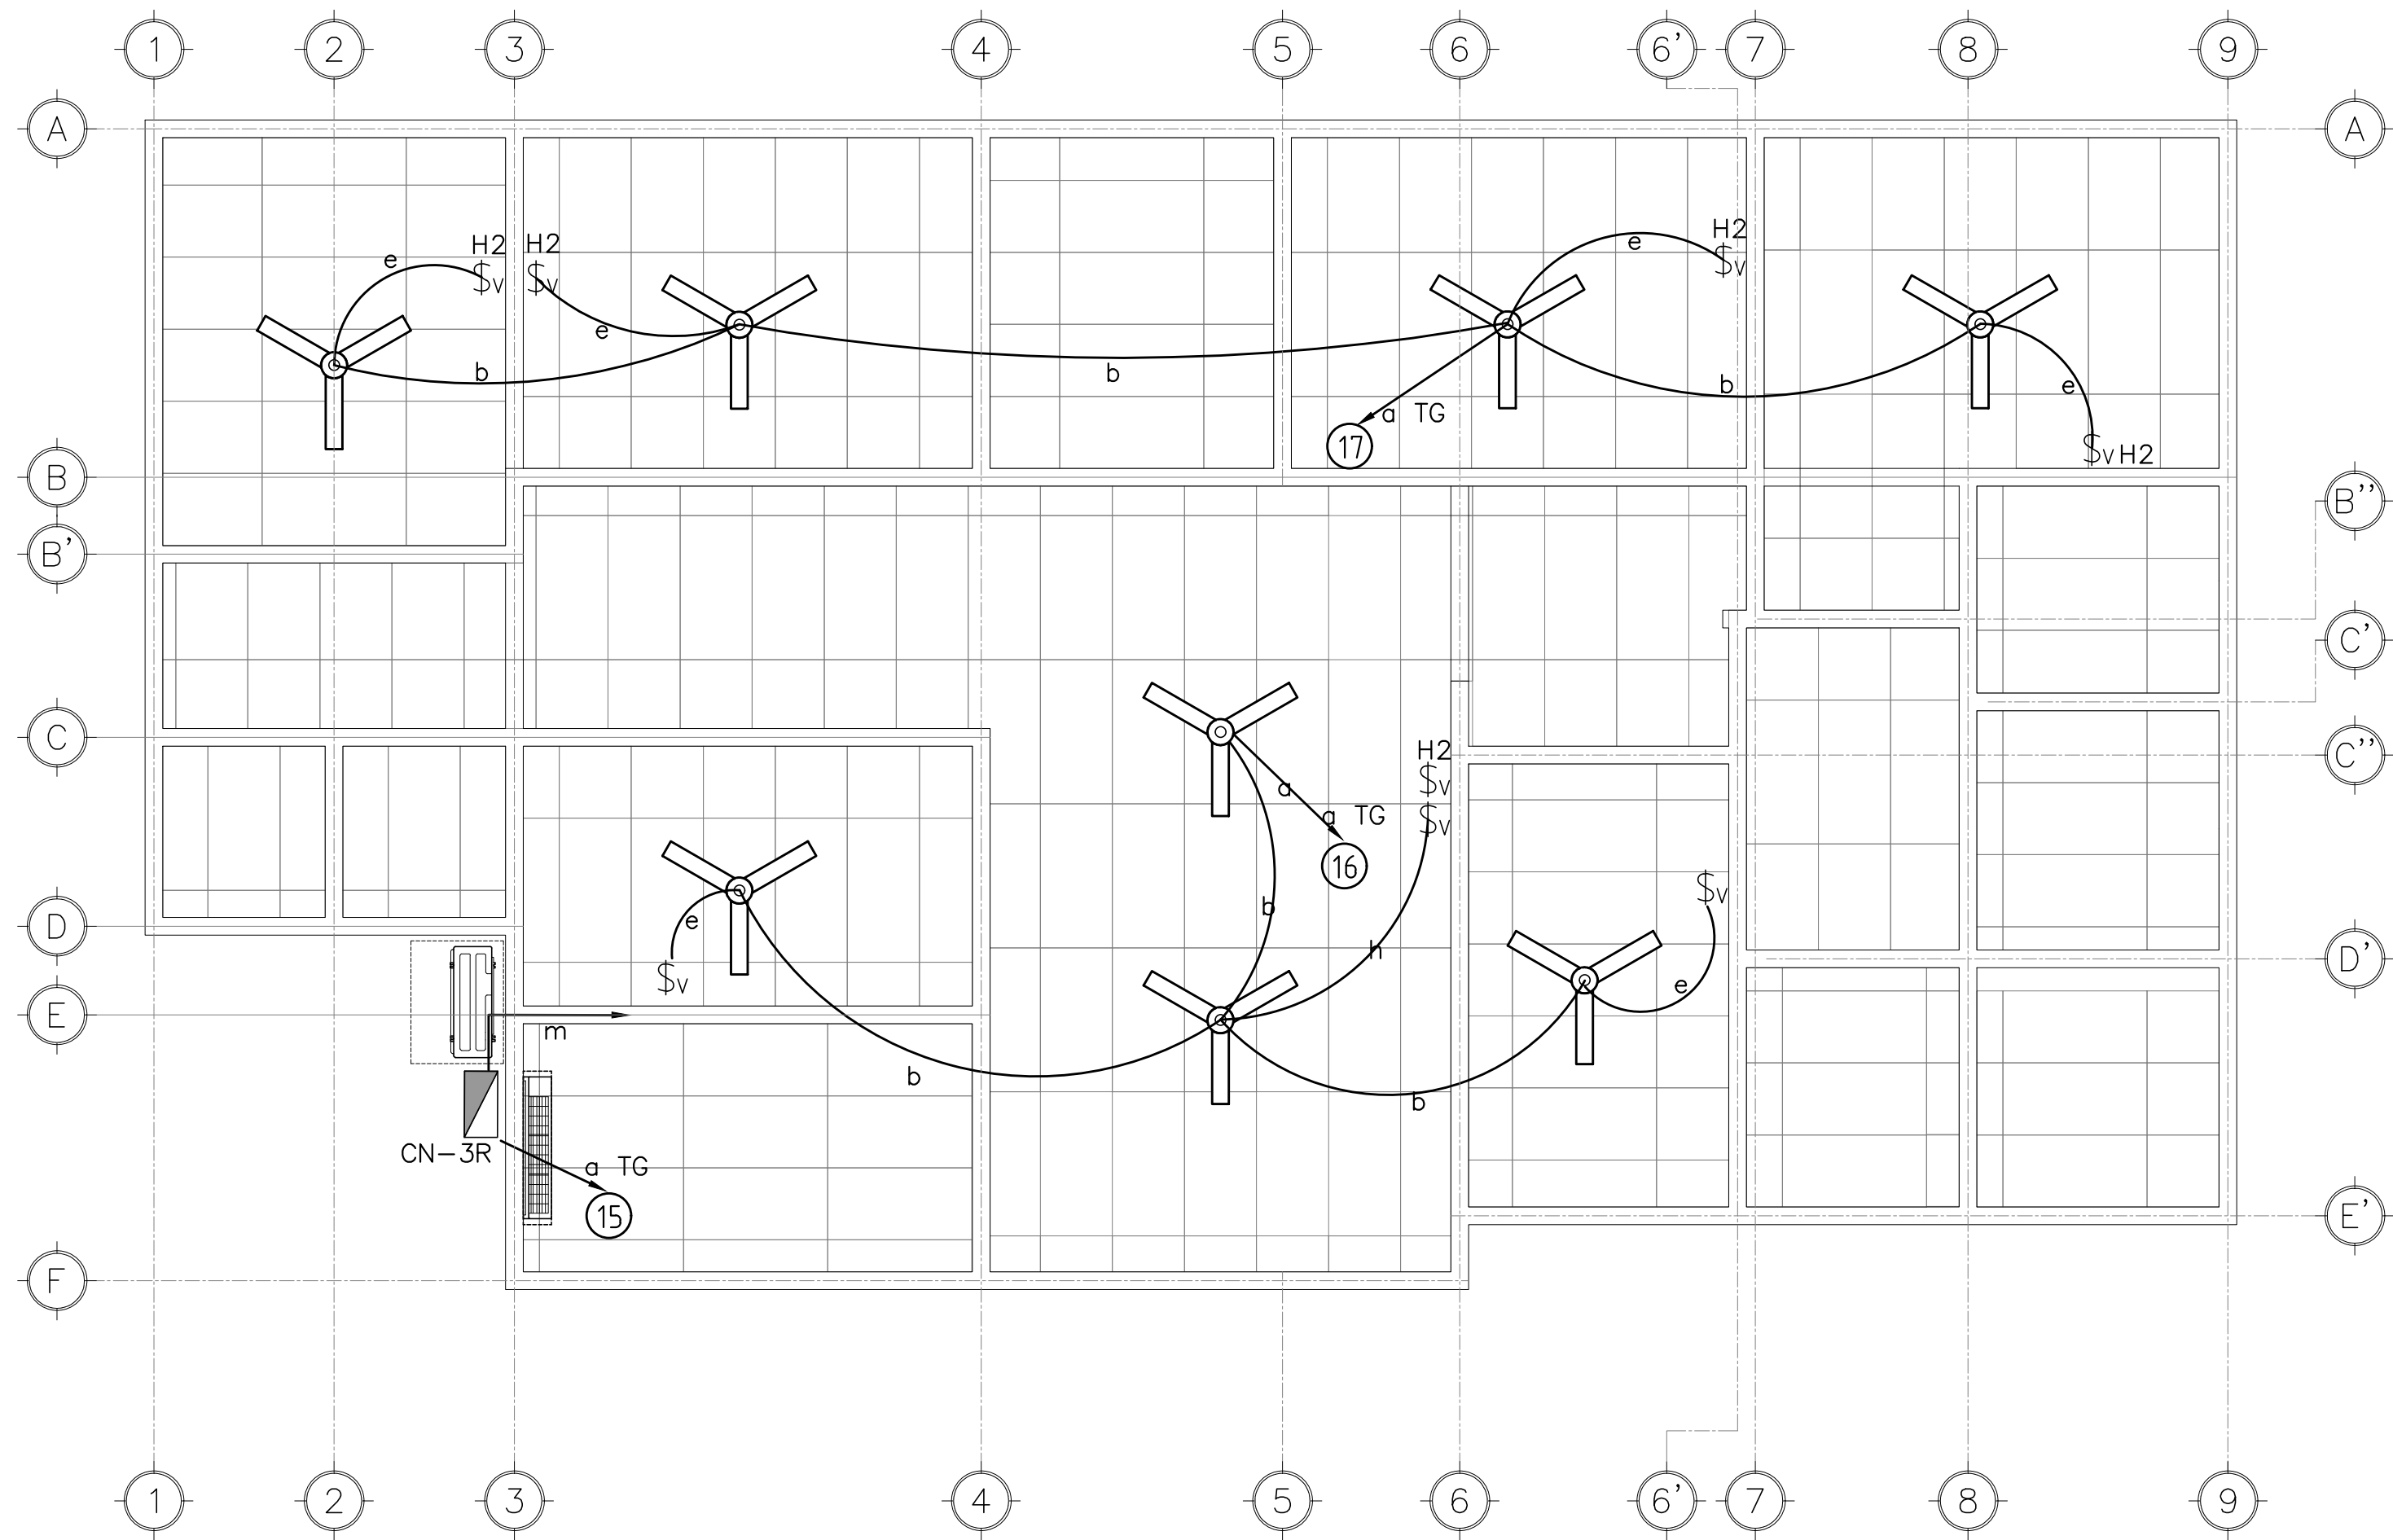 1 2 3 4 5 6 6' 7 8 9
A A
H2 H2 H2
e $v $v e $v
e
b b b e
a TG
17
$v H2
B B''
B'
C'
C C''
H2
$v
a
a TG $v
16
$v
b
D D'
e h
$v e
E
m
b b
CN-3R a TG
15 E'
F
1 2 3 4 5 6 6' 7 8 9